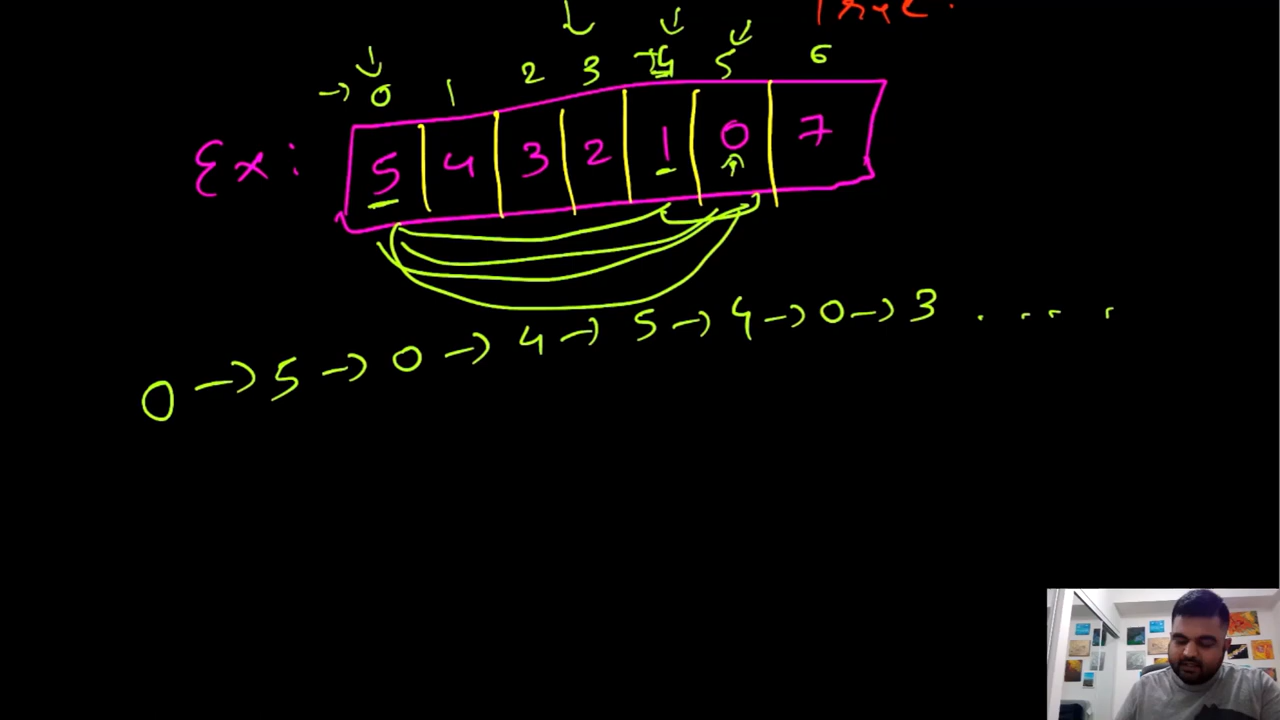 0 1 2 3 4 5 6
Ex: 5 4 3 2 1 0 7
0 → 5 → 0 → 4 → 5 → 4 → 0 → 3 . . . . .